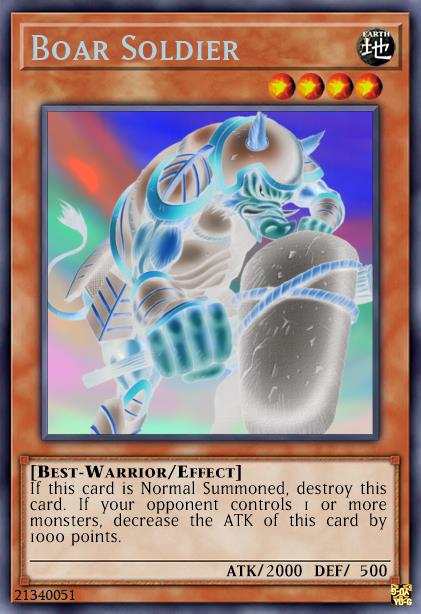 Boar Soldier
EARTH
地
[Best-Warrior/Effect]
If this card is Normal Summoned, destroy this
card. If your opponent controls 1 or more
monsters, decrease the ATK of this card by
1000 points.
ATK/2000 DEF/ 500
21340051